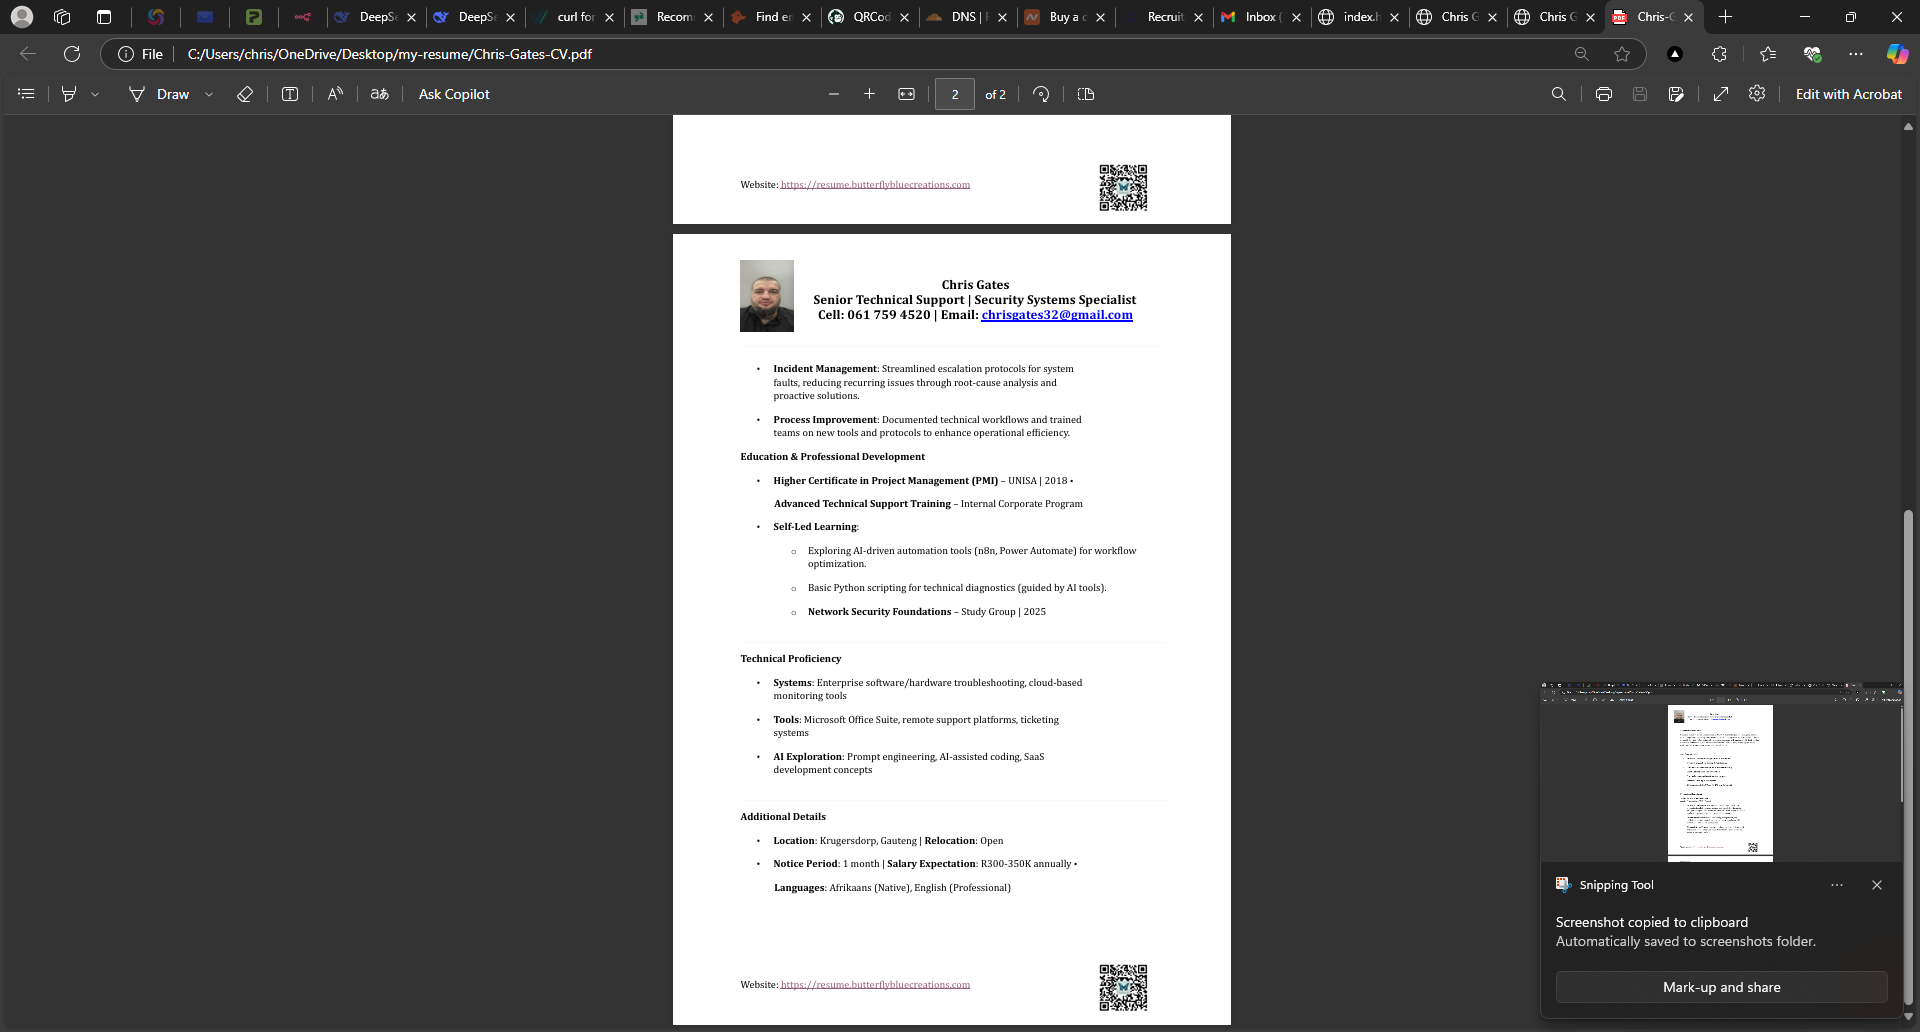 DeepSe
DeepSe
curl for
Recomm
Find en
QRCod
DNS | F
Buy a d
Recruit
Inbox (
index.h
Chris G
Chris G
Chris-G
File
C:/Users/chris/OneDrive/Desktop/my-resume/Chris-Gates-CV.pdf
Draw
aあ
Ask Copilot
2
of 2
Edit with Acrobat
Website: https://resume.butterflybluecreations.com
Chris Gates
Senior Technical Support | Security Systems Specialist
Cell: 061 759 4520 | Email: chrisgates32@gmail.com
• Incident Management: Streamlined escalation protocols for system
faults, reducing recurring issues through root-cause analysis and
proactive solutions.
• Process Improvement: Documented technical workflows and trained
teams on new tools and protocols to enhance operational efficiency.
Education & Professional Development
• Higher Certificate in Project Management (PMI) – UNISA | 2018 •
Advanced Technical Support Training – Internal Corporate Program
• Self-Led Learning:
o Exploring AI-driven automation tools (n8n, Power Automate) for workflow
optimization.
o Basic Python scripting for technical diagnostics (guided by AI tools).
o Network Security Foundations – Study Group | 2025
Technical Proficiency
• Systems: Enterprise software/hardware troubleshooting, cloud-based
monitoring tools
• Tools: Microsoft Office Suite, remote support platforms, ticketing
systems
• AI Exploration: Prompt engineering, AI-assisted coding, SaaS
development concepts
Additional Details
• Location: Krugersdorp, Gauteng | Relocation: Open
• Notice Period: 1 month | Salary Expectation: R300-350K annually •
Languages: Afrikaans (Native), English (Professional)
Website: https://resume.butterflybluecreations.com
Snipping Tool
Screenshot copied to clipboard
Automatically saved to screenshots folder.
Mark-up and share